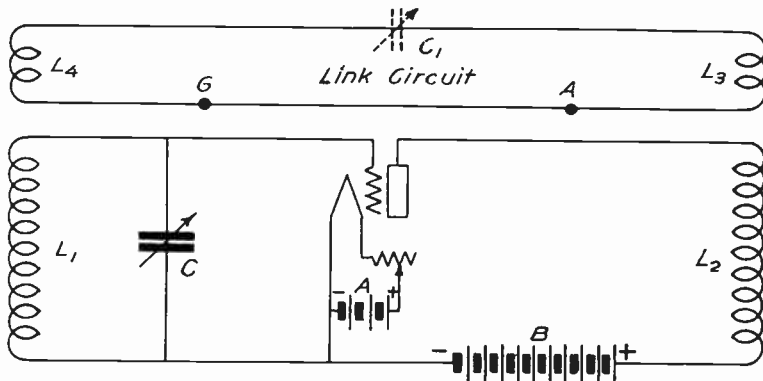 C1
L4
Link Circuit
L3
G
A
L1
C
- A +
L2
- B +